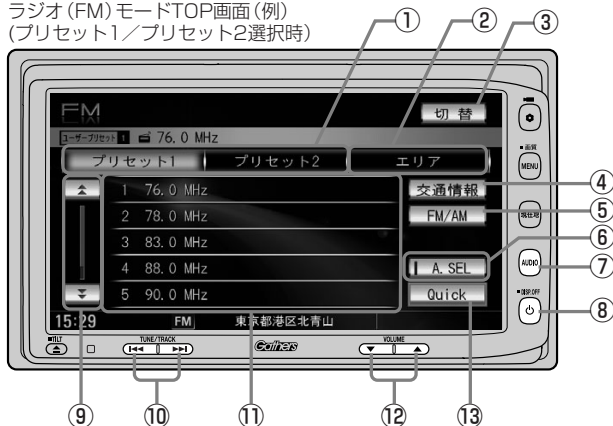 ラジオ(FM)モードTOP画面(例)
(プリセット1／プリセット2選択時)
① ② ③
FM
切 替
ユーザープリセット 1 76.0 MHz
プリセット1 プリセット2 エリア
■画質
MENU
1 76.0 MHz
交通情報
④
2 78.0 MHz
FM/AM
⑤
現在地
3 83.0 MHz
⑥
4 88.0 MHz
A.SEL
AUDIO
⑦
5 90.0 MHz
Quick
■DISP.OFF
⑧
15:29 FM 東京都港区北青山
■TILT
TUNE/TRACK
Gathers
VOLUME
⑨ ⑩ ⑪ ⑫ ⑬